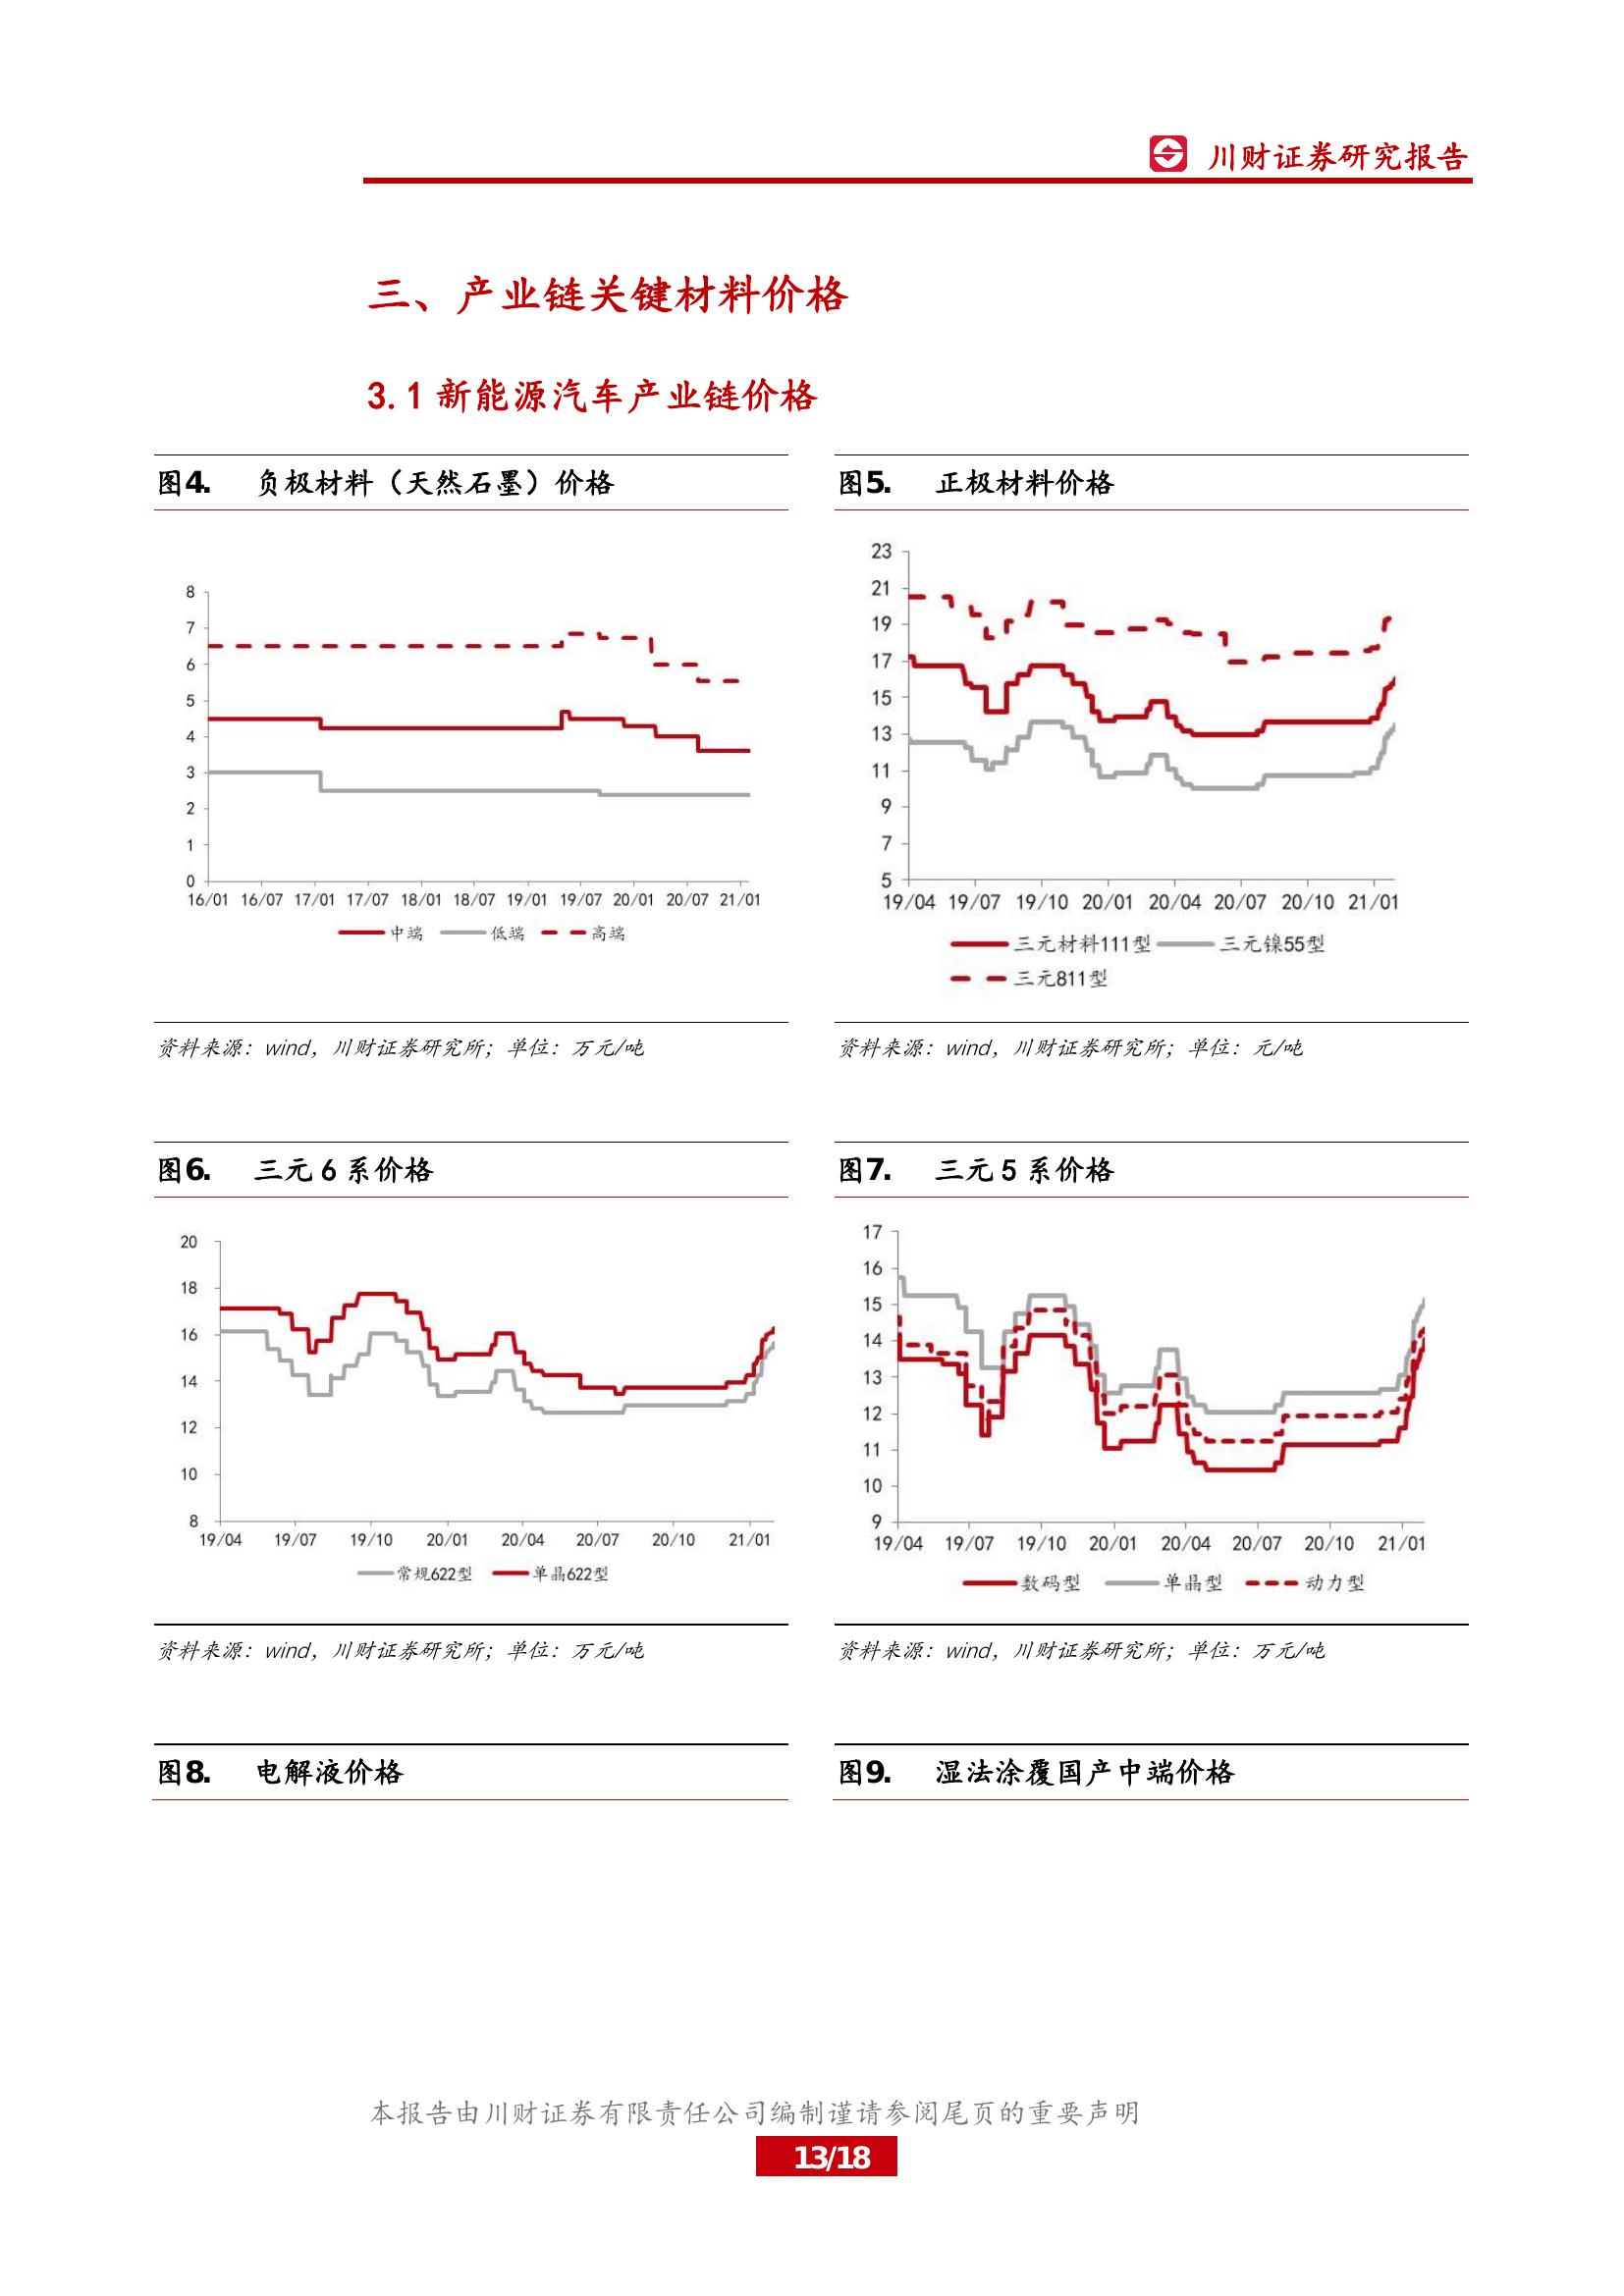 川财证券研究报告
三、产业链关键材料价格
3.1 新能源汽车产业链价格
图4. 负极材料（天然石墨）价格
8
7
6
5
4
3
2
1
0
16/01 16/07 17/01 17/07 18/01 18/07 19/01 19/07 20/01 20/07 21/01
中端 低端 高端
资料来源：wind，川财证券研究所；单位：万元/吨
图5. 正极材料价格
23
21
19
17
15
13
11
9
7
5
19/04 19/07 19/10 20/01 20/04 20/07 20/10 21/01
三元材料111型 三元镍55型
三元811型
资料来源：wind，川财证券研究所；单位：元/吨
图6. 三元 6 系价格
20
18
16
14
12
10
8
19/04 19/07 19/10 20/01 20/04 20/07 20/10 21/01
常规622型 单晶622型
资料来源：wind，川财证券研究所；单位：万元/吨
图7. 三元 5 系价格
17
16
15
14
13
12
11
10
9
19/04 19/07 19/10 20/01 20/04 20/07 20/10 21/01
数码型 单晶型 动力型
资料来源：wind，川财证券研究所；单位：万元/吨
图8. 电解液价格
图9. 湿法涂覆国产中端价格
本报告由川财证券有限责任公司编制谨请参阅尾页的重要声明
13/18